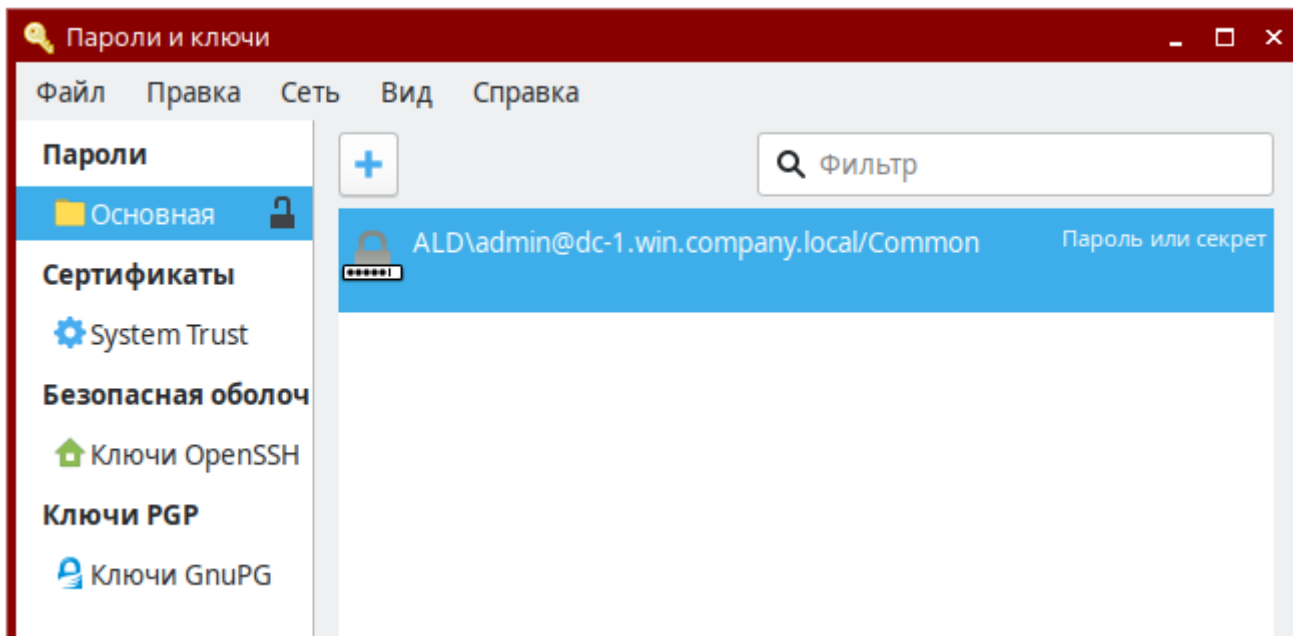 Пароли и ключи
Файл Правка Сеть Вид Справка
Пароли
Основная
Сертификаты
System Trust
Безопасная оболоч
Ключи OpenSSH
Ключи PGP
Ключи GnuPG
Фильтр
ALD\admin@dc-1.win.company.local/Common Пароль или секрет